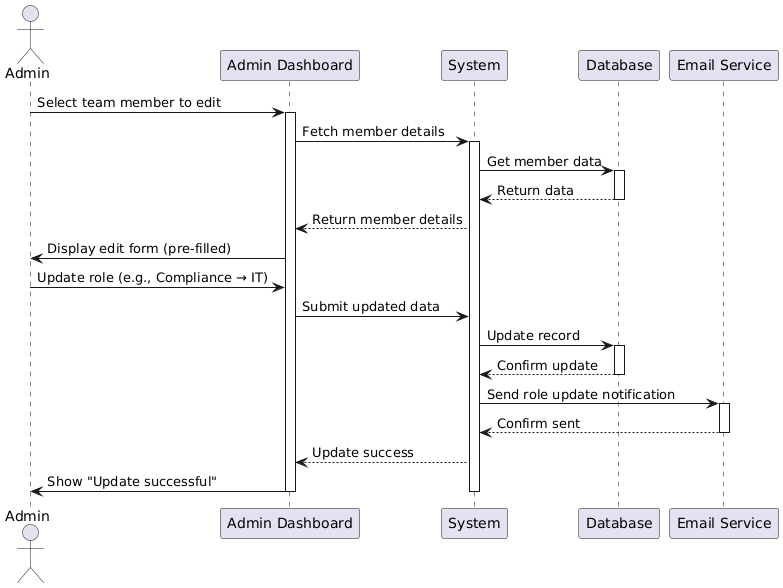 Admin
Admin Dashboard
System
Database
Email Service
Select team member to edit
Fetch member details
Get member data
Return data
Return member details
Display edit form (pre-filled)
Update role (e.g., Compliance → IT)
Submit updated data
Update record
Confirm update
Send role update notification
Confirm sent
Update success
Show "Update successful"
Admin
Admin Dashboard
System
Database
Email Service